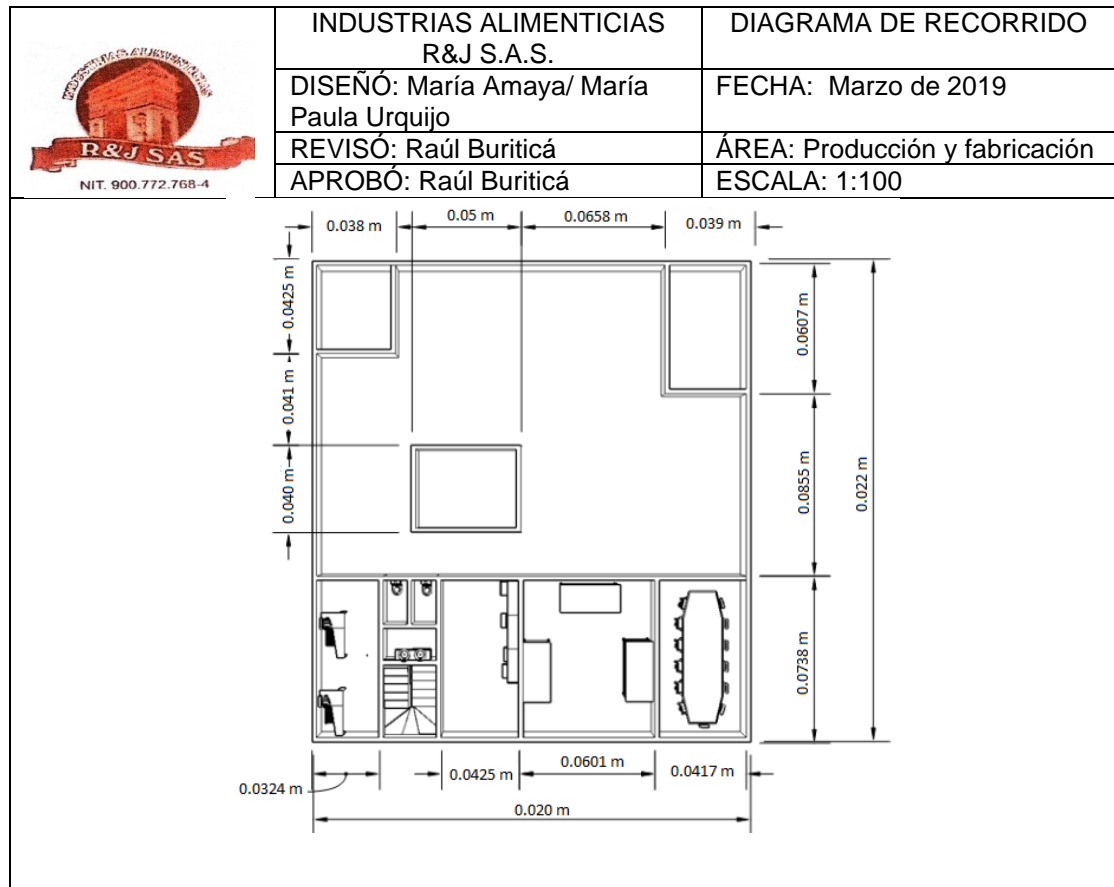 INDUSTRIAS ALIMENTICIAS
R&J S.A.S.
DIAGRAMA DE RECORRIDO
INDUSTRIAS ALIMENTICIAS
R&J SAS
NIT. 900.772.768-4
DISEÑÓ: María Amaya/ María
Paula Urquijo
FECHA: Marzo de 2019
REVISÓ: Raúl Buriticá
ÁREA: Producción y fabricación
APROBÓ: Raúl Buriticá
ESCALA: 1:100
0.038 m
0.05 m
0.0658 m
0.039 m
0.0425 m
0.041 m
0.040 m
0.0607 m
0.0855 m
0.0738 m
0.022 m
0.0324 m
0.0425 m
0.0601 m
0.0417 m
0.020 m